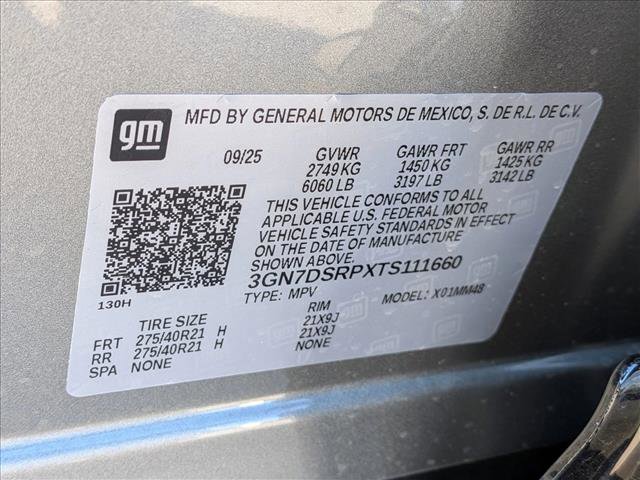 gm
MFD BY GENERAL MOTORS DE MEXICO, S. DE R.L. DE C.V.
09/25 GVWR GAWR FRT GAWR RR
2749 KG 1450 KG 1425 KG
6060 LB 3197 LB 3142 LB
THIS VEHICLE CONFORMS TO ALL
APPLICABLE U.S. FEDERAL MOTOR
VEHICLE SAFETY STANDARDS IN EFFECT
ON THE DATE OF MANUFACTURE
SHOWN ABOVE.
3GN7DSRPXTS111660
130H
TYPE: MPV MODEL: X01MM48
TIRE SIZE RIM
FRT 275/40R21 H 21X9J
RR 275/40R21 H 21X9J
SPA NONE NONE